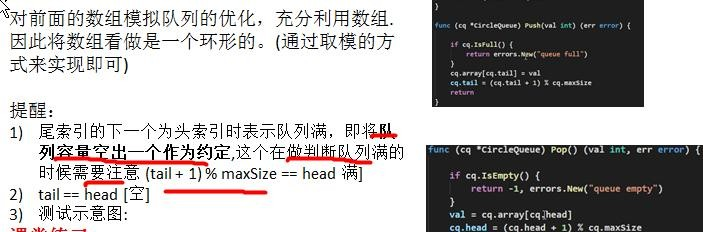 对前面的数组模拟队列的优化，充分利用数组.
因此将数组看做是一个环形的。(通过取模的方
式来实现即可)
提醒：
1) 尾索引的下一个为头索引时表示队列满，即将队
列容量空出一个作为约定,这个在做判断队列满的
时候需要注意 (tail + 1) % maxSize == head 满]
2) tail == head [空]
3) 测试示意图:
func (cq *CircleQueue) Push(val int) (err error) {
if cq.IsFull() {
return errors.New("queue full")
}
cq.array[cq.tail] = val
cq.tail = (cq.tail + 1) % cq.maxSize
return
}
func (cq *CircleQueue) Pop() (val int, err error) {
if cq.IsEmpty() {
return -1, errors.New("queue empty")
}
val = cq.array[cq.head]
cq.head = (cq.head + 1) % cq.maxSize